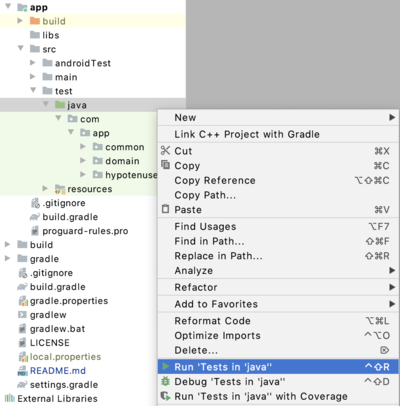 app
build
libs
src
androidTest
main
test
java
com
app
common
domain
hypotenuse
resources
.gitignore
build.gradle
proguard-rules.pro
build
gradle
.gitignore
build.gradle
gradle.properties
gradlew
gradlew.bat
LICENSE
local.properties
README.md
settings.gradle
External Libraries
New
Link C++ Project with Gradle
Cut ⌘X
Copy ⌘C
Copy Reference ⌥⇧⌘C
Copy Path...
Paste ⌘V
Find Usages ⌥F7
Find in Path... ⇧⌘F
Replace in Path... ⇧⌘R
Analyze
Refactor
Add to Favorites
Reformat Code ⌥⌘L
Optimize Imports ^⌥O
Delete... ⌦
Run 'Tests in 'java'' ^⇧R
Debug 'Tests in 'java'' ^⇧D
Run 'Tests in 'java'' with Coverage